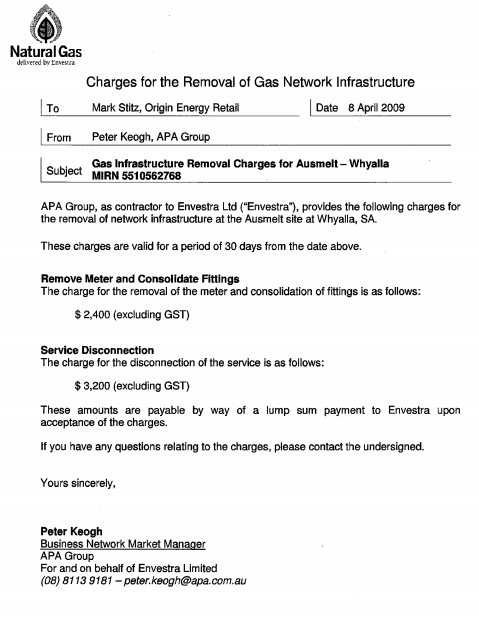 Natural Gas
delivered by Envestra
Charges for the Removal of Gas Network Infrastructure
To Mark Stitz, Origin Energy Retail Date 8 April 2009
From Peter Keogh, APA Group
Subject Gas Infrastructure Removal Charges for Ausmelt – Whyalla
MIRN 5510562768
APA Group, as contractor to Envestra Ltd ("Envestra"), provides the following charges for
the removal of network infrastructure at the Ausmelt site at Whyalla, SA.
These charges are valid for a period of 30 days from the date above.
Remove Meter and Consolidate Fittings
The charge for the removal of the meter and consolidation of fittings is as follows:
$ 2,400 (excluding GST)
Service Disconnection
The charge for the disconnection of the service is as follows:
$ 3,200 (excluding GST)
These amounts are payable by way of a lump sum payment to Envestra upon
acceptance of the charges.
If you have any questions relating to the charges, please contact the undersigned.
Yours sincerely,
Peter Keogh
Business Network Market Manager
APA Group
For and on behalf of Envestra Limited
(08) 8113 9181 – peter.keogh@apa.com.au